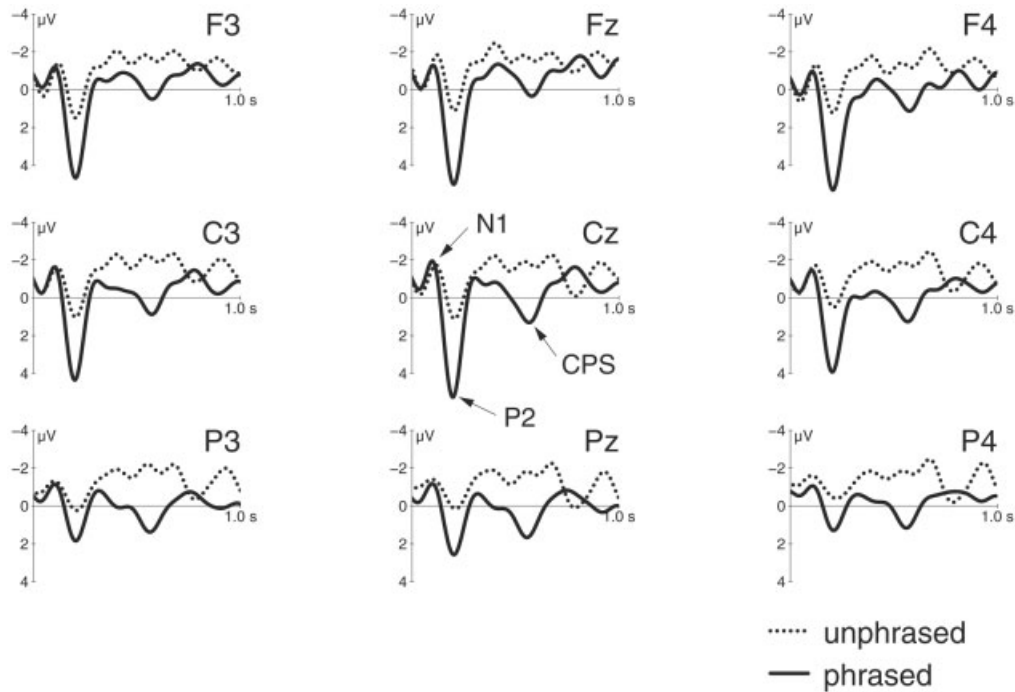 −4 µV F3
−2
0
1.0 s
2
4
−4 µV Fz
−2
0
1.0 s
2
4
−4 µV F4
−2
0
1.0 s
2
4
−4 µV C3
−2
0
1.0 s
2
4
−4 µV N1 Cz
−2
0
1.0 s
2
CPS
4
P2
−4 µV C4
−2
0
1.0 s
2
4
−4 µV P3
−2
0
1.0 s
2
4
−4 µV Pz
−2
0
1.0 s
2
4
−4 µV P4
−2
0
1.0 s
2
4
unphrased
phrased